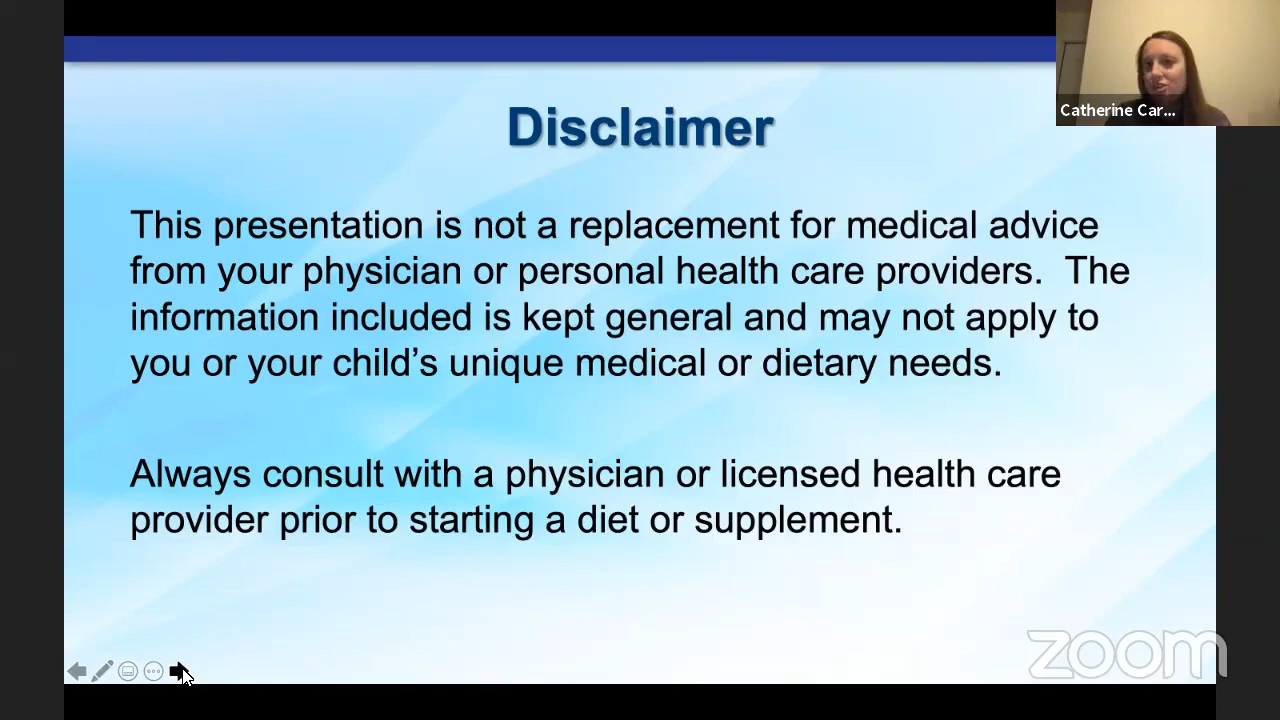 Disclaimer
Catherine Car...
This presentation is not a replacement for medical advice
from your physician or personal health care providers.  The
information included is kept general and may not apply to
you or your child’s unique medical or dietary needs.
Always consult with a physician or licensed health care
provider prior to starting a diet or supplement.
zoom